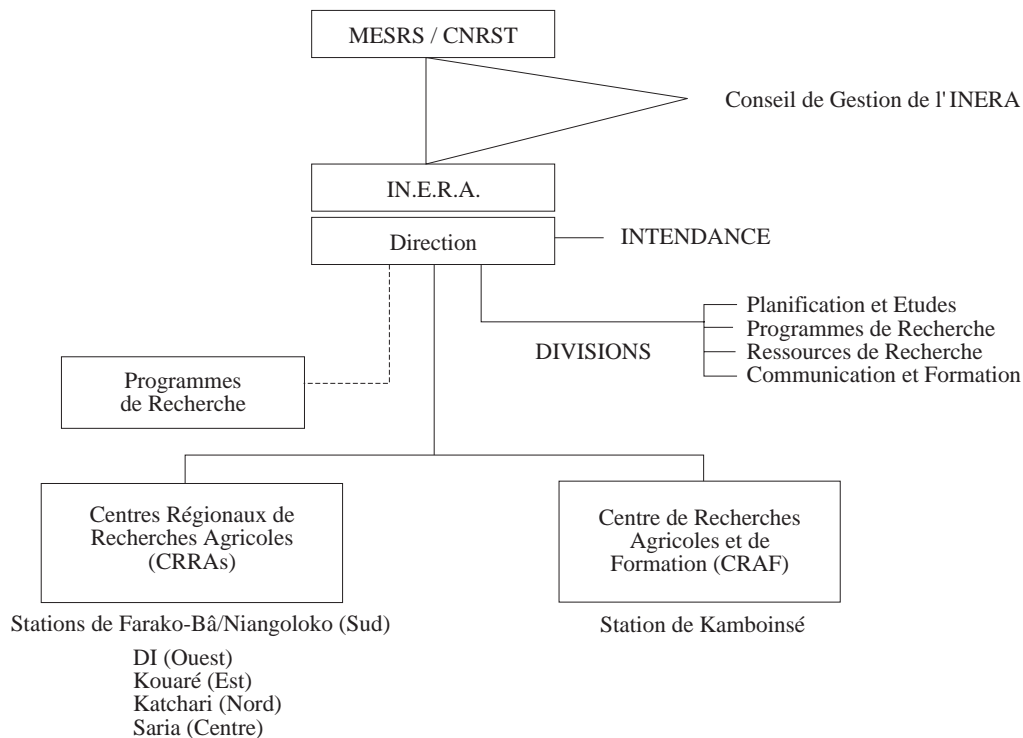 MESRS / CNRST
Conseil de Gestion de l'INERA
IN.E.R.A.
Direction
INTENDANCE
DIVISIONS
Planification et Etudes
Programmes de Recherche
Ressources de Recherche
Communication et Formation
Programmes
de Recherche
Centres Régionaux de
Recherches Agricoles
(CRRAs)
Stations de Farako-Bâ/Niangoloko (Sud)
DI (Ouest)
Kouaré (Est)
Katchari (Nord)
Saria (Centre)
Centre de Recherches
Agricoles et de
Formation (CRAF)
Station de Kamboinsé